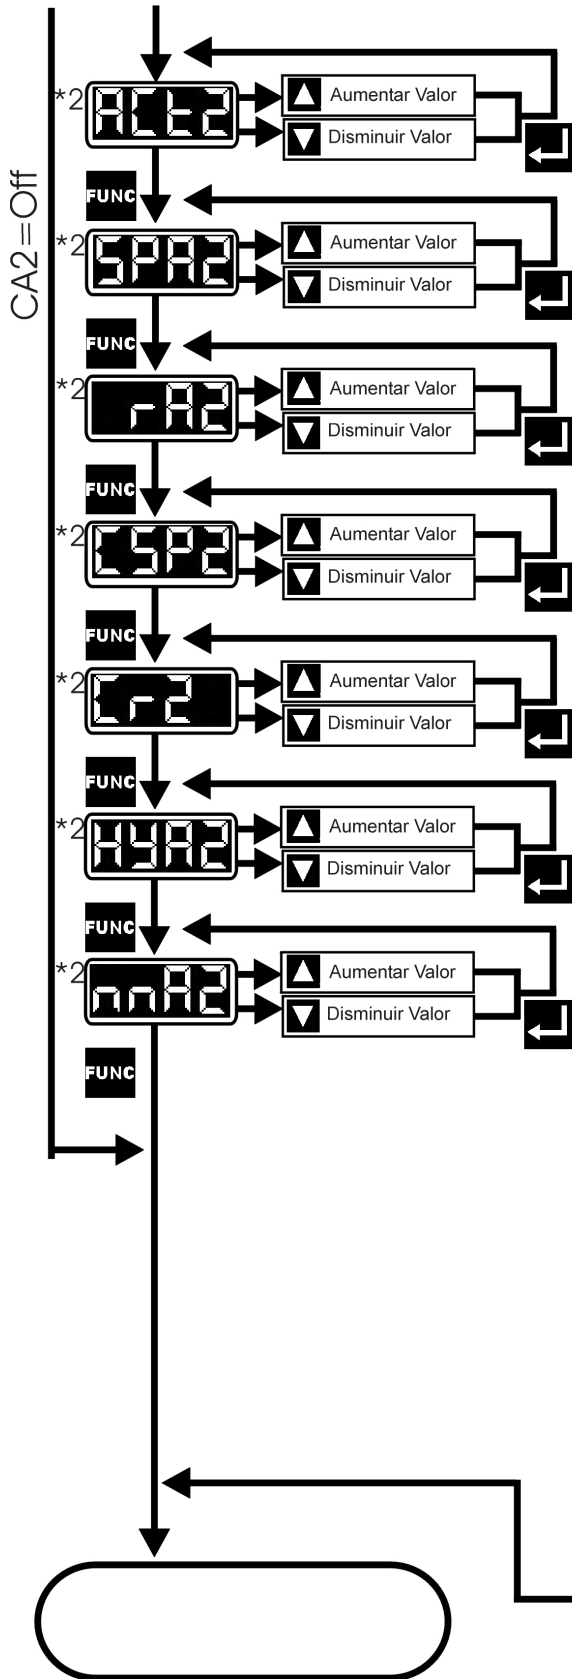 CA2=Off
*2 ACt2 Aumentar Valor
Disminuir Valor
FUNC
*2 SPA2 Aumentar Valor
Disminuir Valor
FUNC
*2 rA2 Aumentar Valor
Disminuir Valor
FUNC
*2 CSP2 Aumentar Valor
Disminuir Valor
FUNC
*2 Cr2 Aumentar Valor
Disminuir Valor
FUNC
*2 HYA2 Aumentar Valor
Disminuir Valor
FUNC
*2 nnA2 Aumentar Valor
Disminuir Valor
FUNC